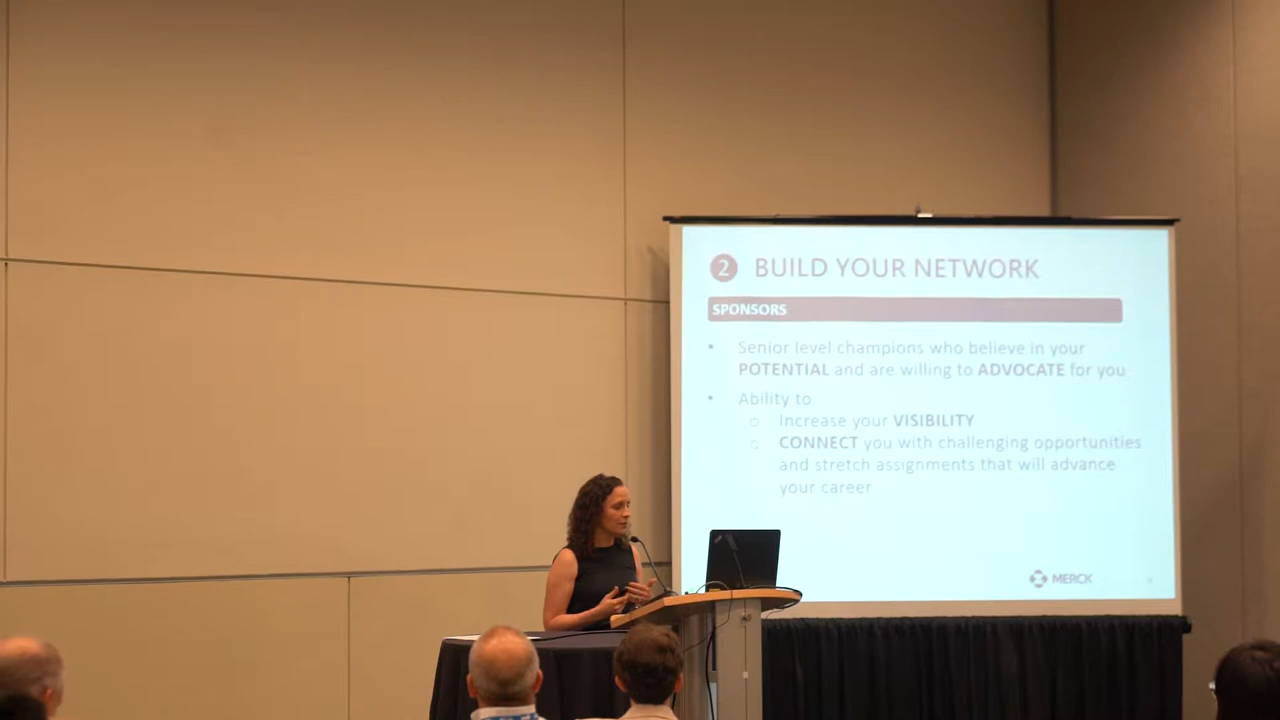 2 BUILD YOUR NETWORK
SPONSORS
• Senior level champions who believe in your
POTENTIAL and are willing to ADVOCATE for you
• Ability to
o Increase your VISIBILITY
o CONNECT you with challenging opportunities
and stretch assignments that will advance
your career
MERCK